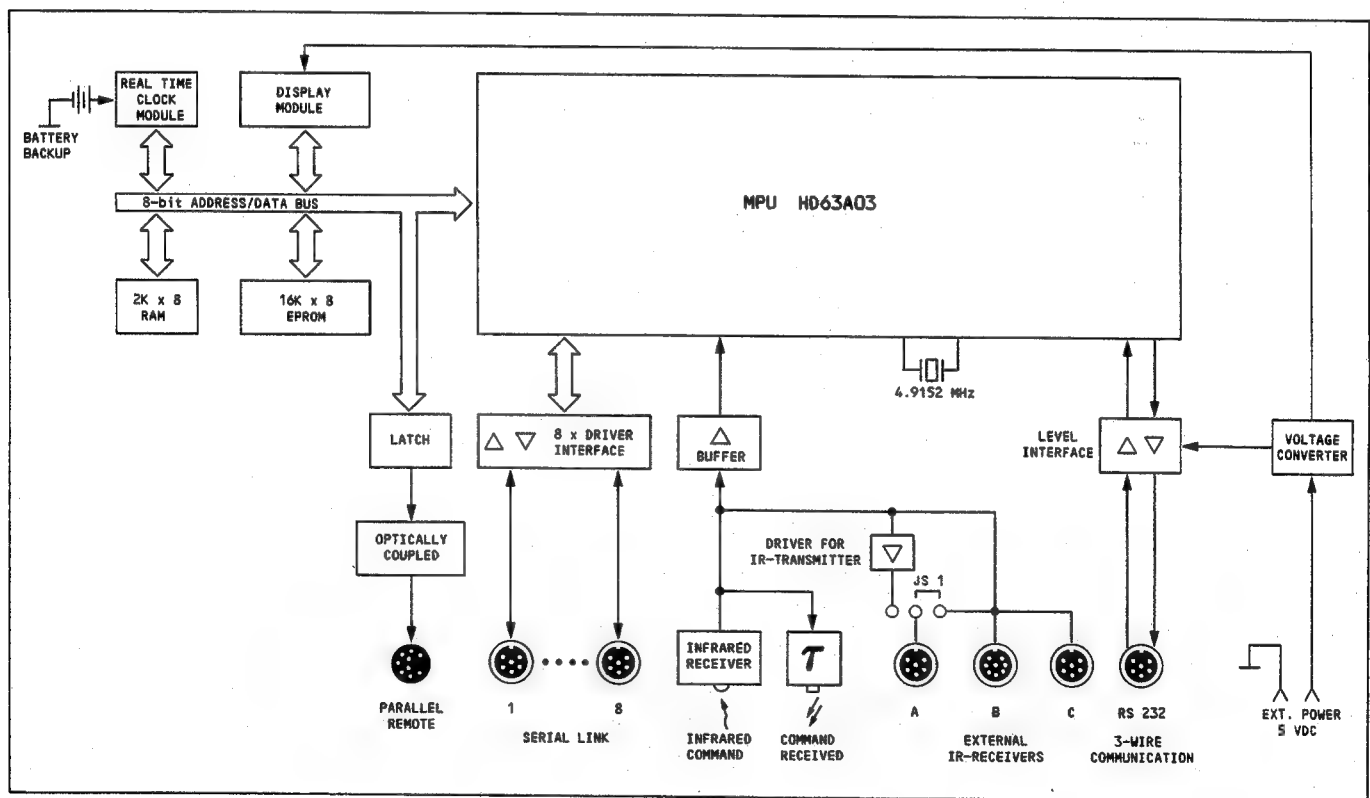 REAL TIME
CLOCK
MODULE
DISPLAY
MODULE
BATTERY
BACKUP
8-bit ADDRESS/DATA BUS
MPU HD63A03
2K x 8
RAM
16K x 8
EPROM
4.9152 MHz
LATCH
8 x DRIVER
INTERFACE
BUFFER
LEVEL
INTERFACE
VOLTAGE
CONVERTER
OPTICALLY
COUPLED
DRIVER FOR
IR-TRANSMITTER
JS 1
INFRARED
RECEIVER
τ
PARALLEL
REMOTE
1
8
SERIAL LINK
INFRARED
COMMAND
COMMAND
RECEIVED
A
B
C
EXTERNAL
IR-RECEIVERS
RS 232
3-WIRE
COMMUNICATION
EXT. POWER
5 VDC